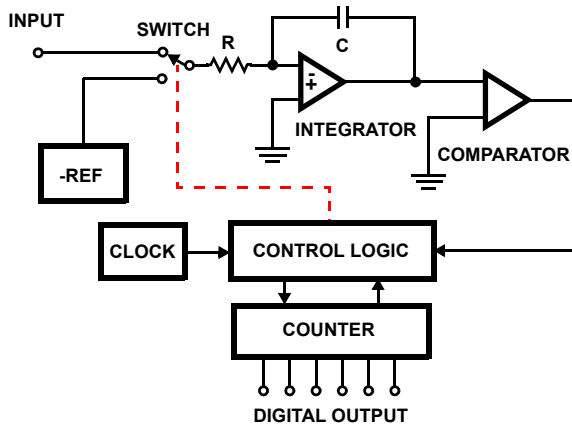 INPUT
SWITCH
R
C
-
+
INTEGRATOR
COMPARATOR
-REF
CLOCK
CONTROL LOGIC
COUNTER
DIGITAL OUTPUT